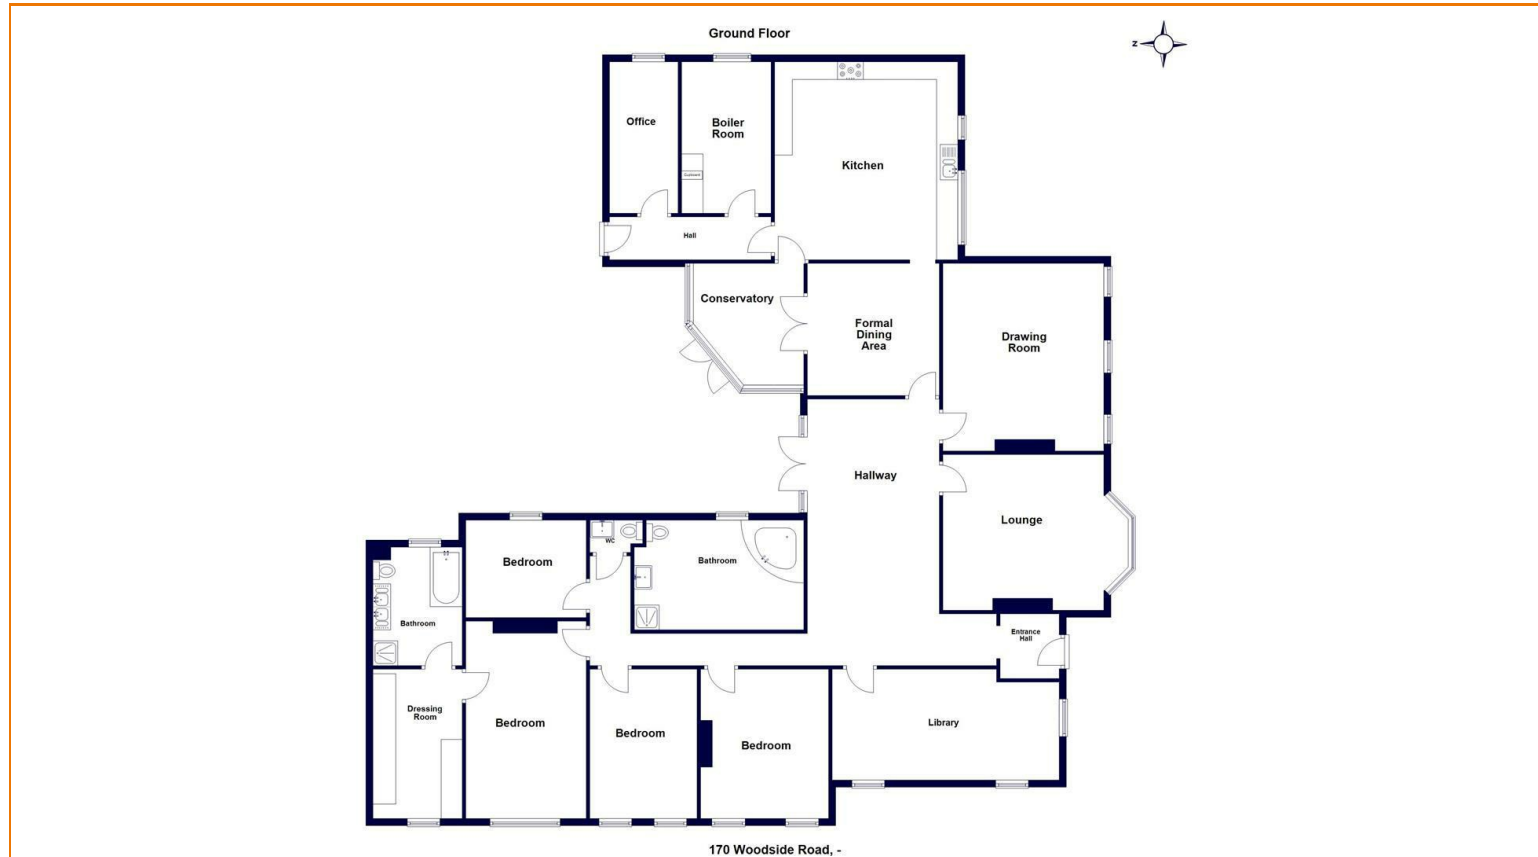 Ground Floor
N
Office
Boiler
Room
Kitchen
Cupboard
Hall
Conservatory
Formal
Dining
Area
Drawing
Room
Hallway
Lounge
WC
Bedroom
Bathroom
Bathroom
Entrance
Hall
Dressing
Room
Bedroom
Bedroom
Bedroom
Library
170 Woodside Road, -